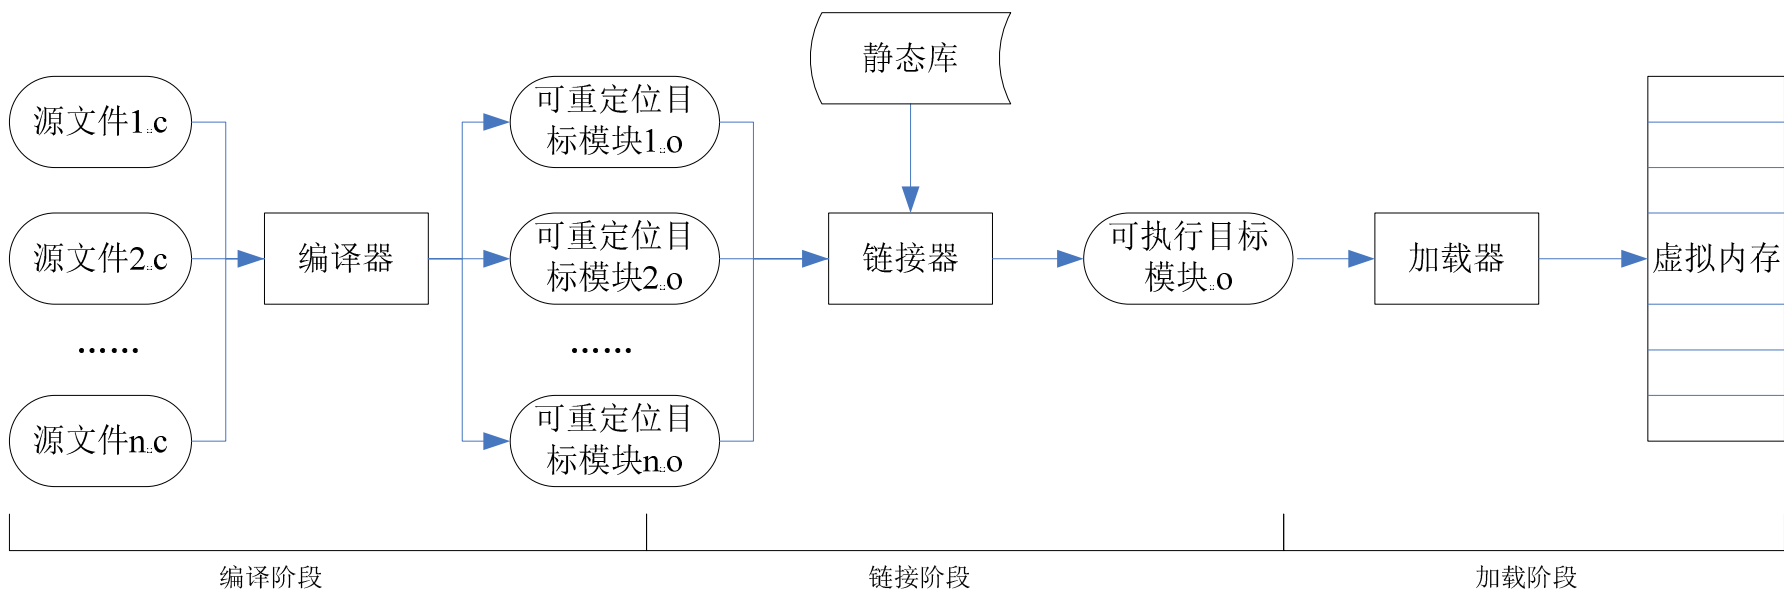 静态库
源文件1.c
可重定位目
标模块1.o
源文件2.c
编译器
可重定位目
标模块2.o
链接器
可执行目标
模块.o
加载器
虚拟内存
……
……
源文件n.c
可重定位目
标模块n.o
编译阶段
链接阶段
加载阶段